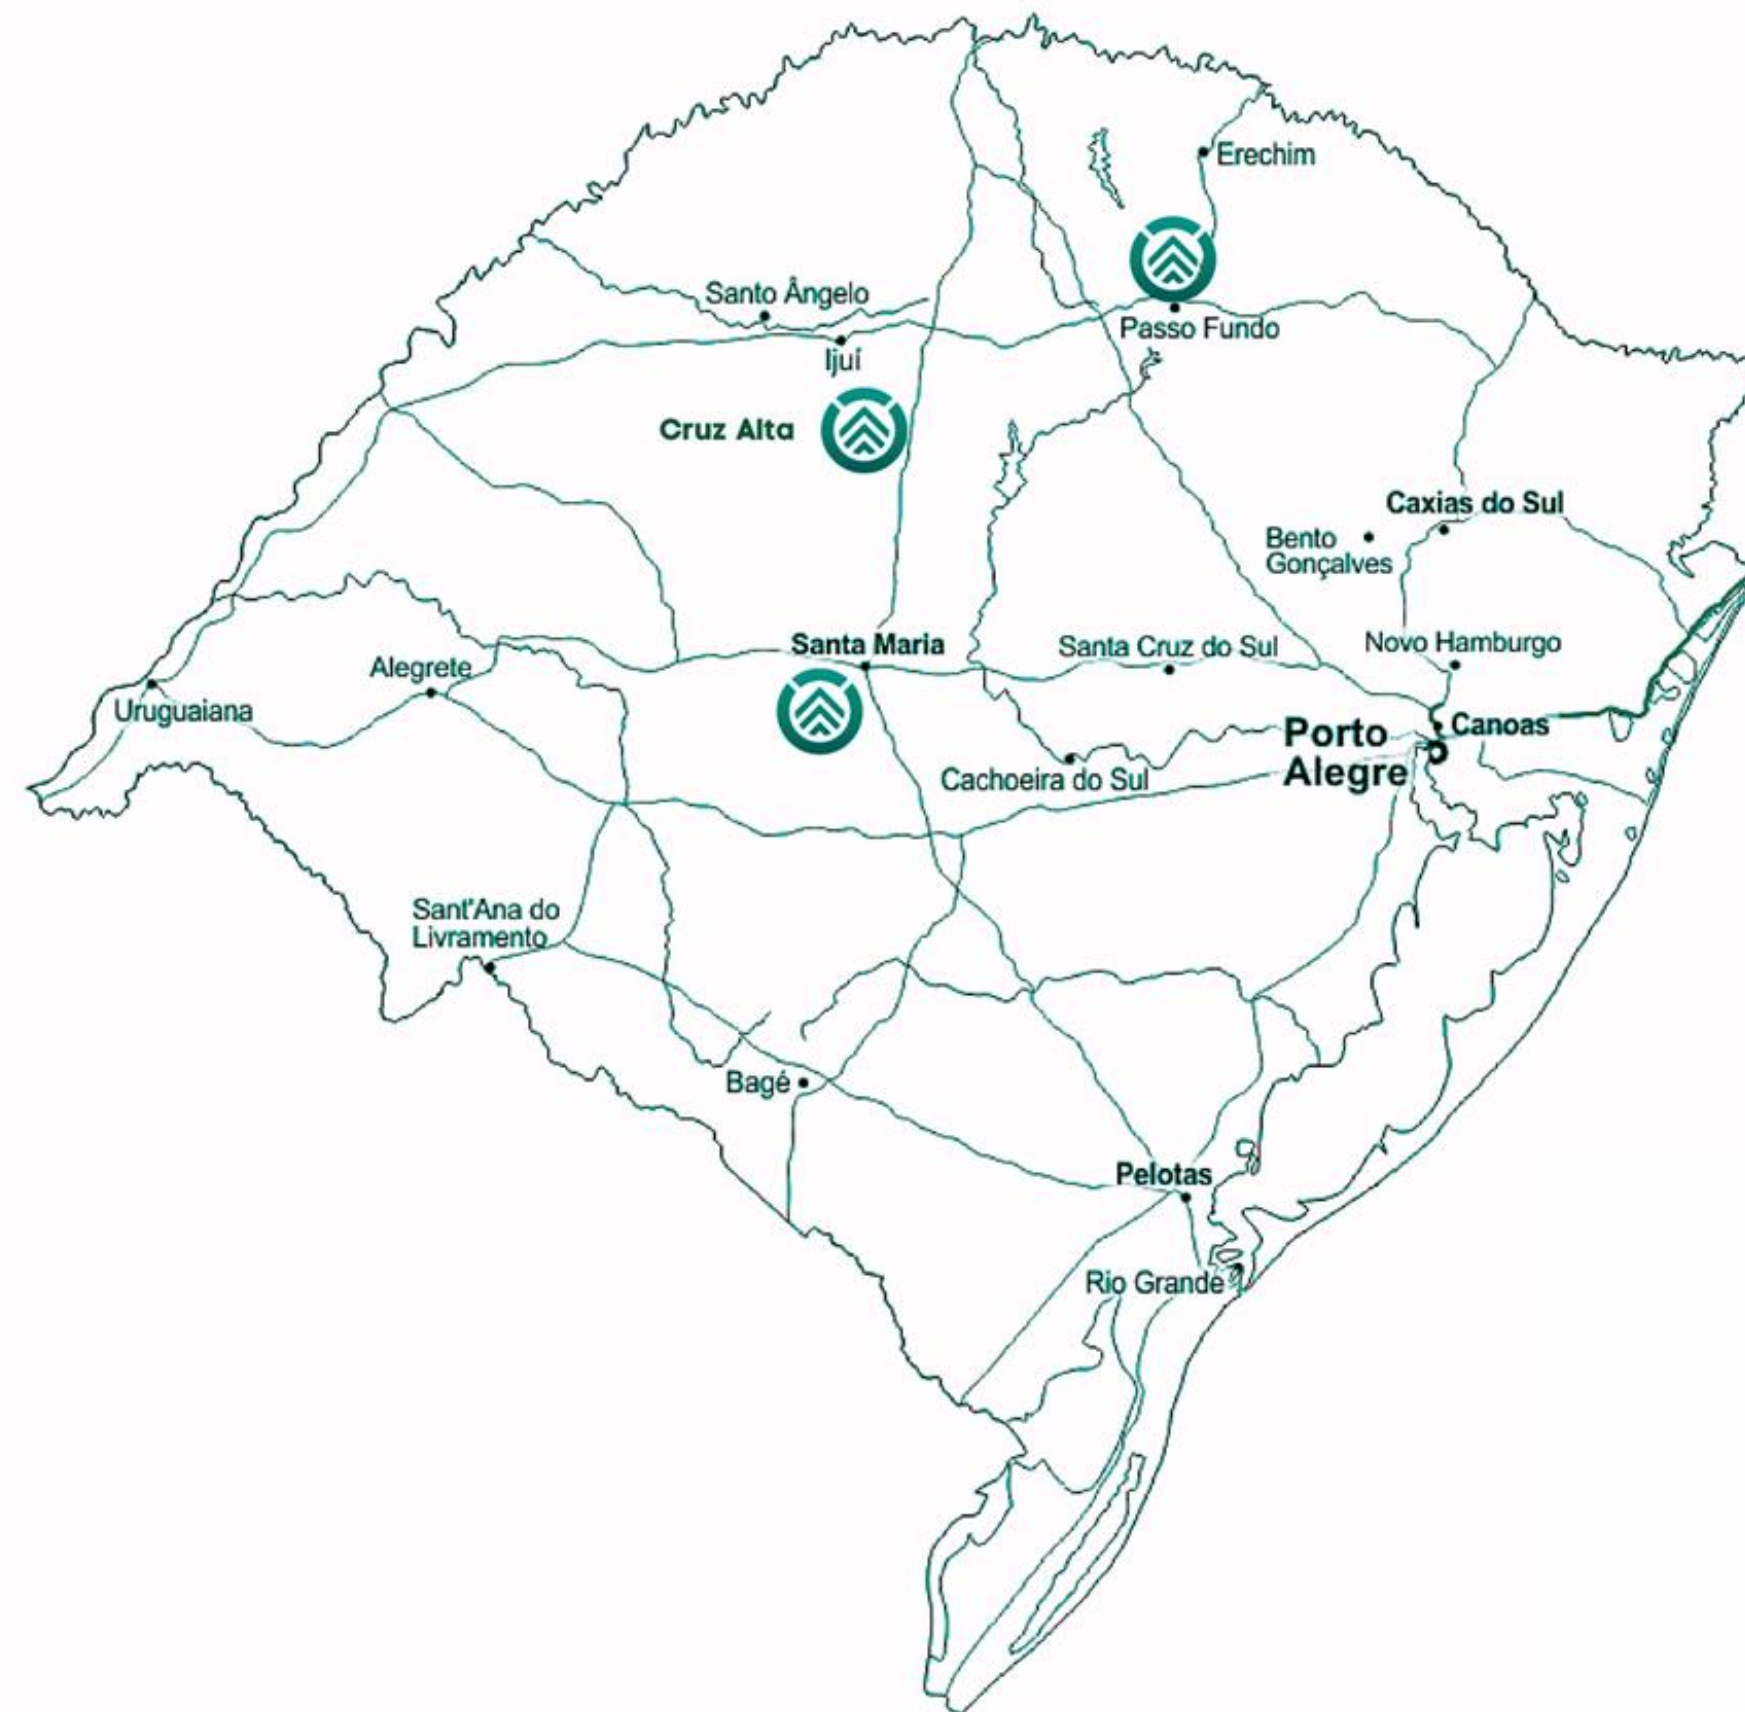 Erechim
Santo Ângelo
Passo Fundo
Ijuí
Cruz Alta
Caxias do Sul
Bento
Gonçalves
Santa Maria
Santa Cruz do Sul
Novo Hamburgo
Alegrete
Uruguaiana
Canoas
Porto
Alegre
Cachoeira do Sul
Sant'Ana do
Livramento
Bagé
Pelotas
Rio Grande